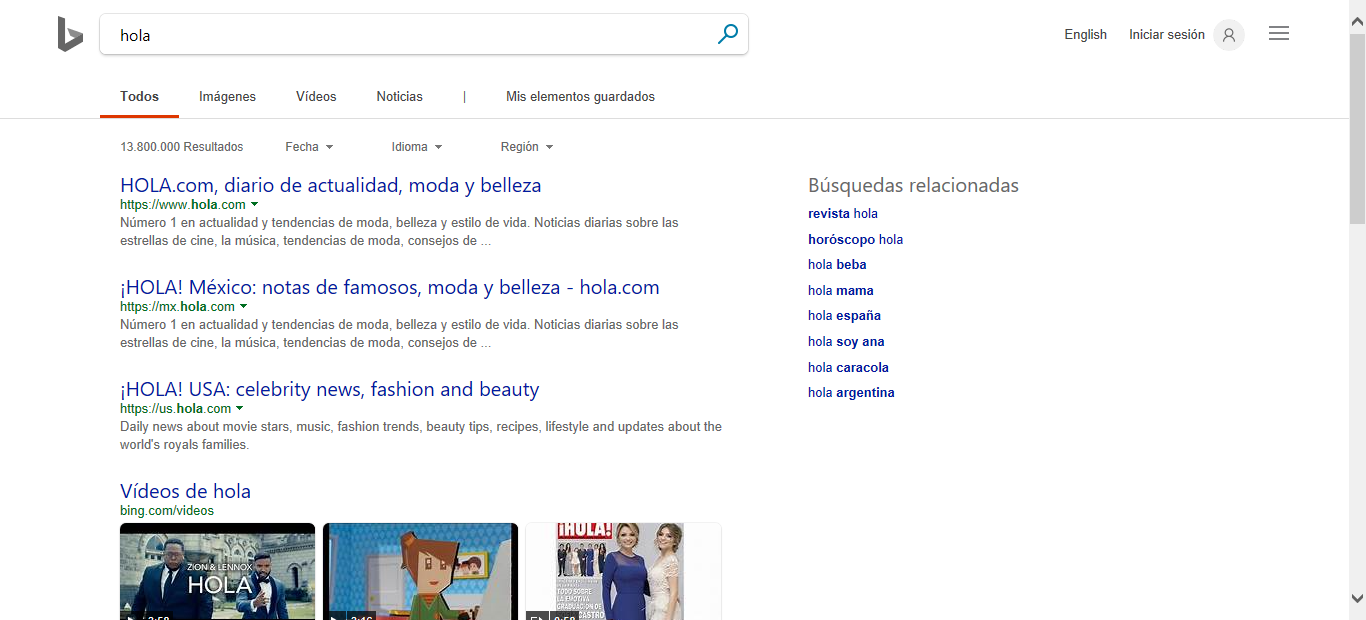 hola
English
Iniciar sesión
Todos
Imágenes
Vídeos
Noticias
|
Mis elementos guardados
13.800.000 Resultados
Fecha
Idioma
Región
HOLA.com, diario de actualidad, moda y belleza
https://www.hola.com
Número 1 en actualidad y tendencias de moda, belleza y estilo de vida. Noticias diarias sobre las
estrellas de cine, la música, tendencias de moda, consejos de ...
¡HOLA! México: notas de famosos, moda y belleza - hola.com
https://mx.hola.com
Número 1 en actualidad y tendencias de moda, belleza y estilo de vida. Noticias diarias sobre las
estrellas de cine, la música, tendencias de moda, consejos de ...
¡HOLA! USA: celebrity news, fashion and beauty
https://us.hola.com
Daily news about movie stars, music, fashion trends, beauty tips, recipes, lifestyle and updates about the
world's royals families.
Vídeos de hola
bing.com/videos
ZION & LENNOX
HOLA
¡HOLA!
TODO SOBRE
LA EMOTIVA
GRADUACIÓN DE
CASTRO
Búsquedas relacionadas
revista hola
horóscopo hola
hola beba
hola mama
hola españa
hola soy ana
hola caracola
hola argentina